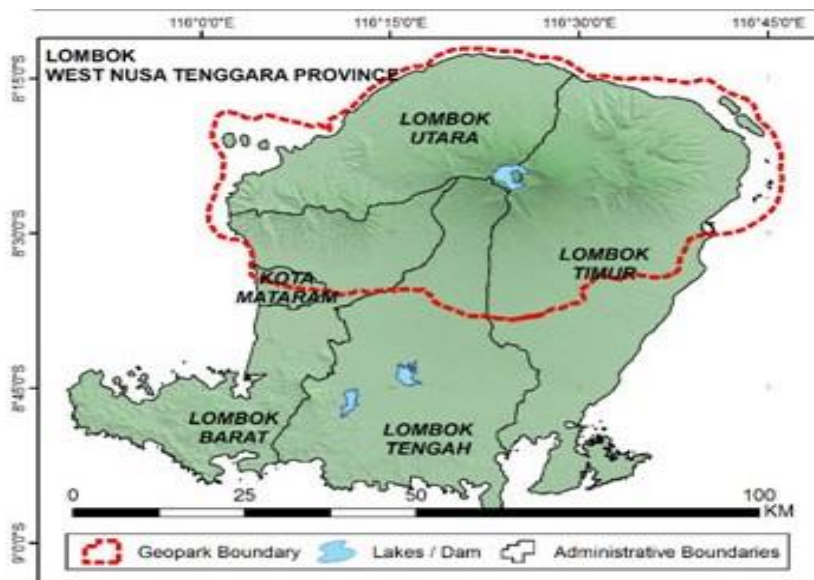 116°0'0"E 116°15'0"E 116°30'0"E 116°45'0"E
LOMBOK
WEST NUSA TENGGARA PROVINCE
8°15'0"S
LOMBOK
UTARA
8°30'0"S
LOMBOK
TIMUR
KOTA
MATARAM
8°45'0"S
LOMBOK
BARAT
LOMBOK
TENGAH
0 25 50 100
KM
9°0'0"S
Geopark Boundary Lakes / Dam Administrative Boundaries